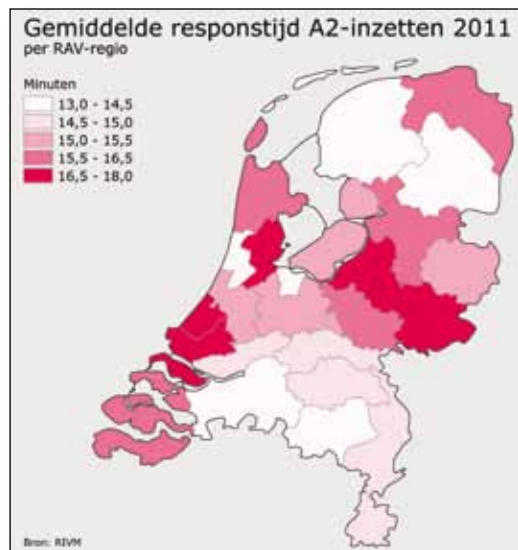 Gemiddelde responstijd A2-inzetten 2011
per RAV-regio
Minuten
13,0 - 14,5
14,5 - 15,0
15,0 - 15,5
15,5 - 16,5
16,5 - 18,0
Bron: RIVM